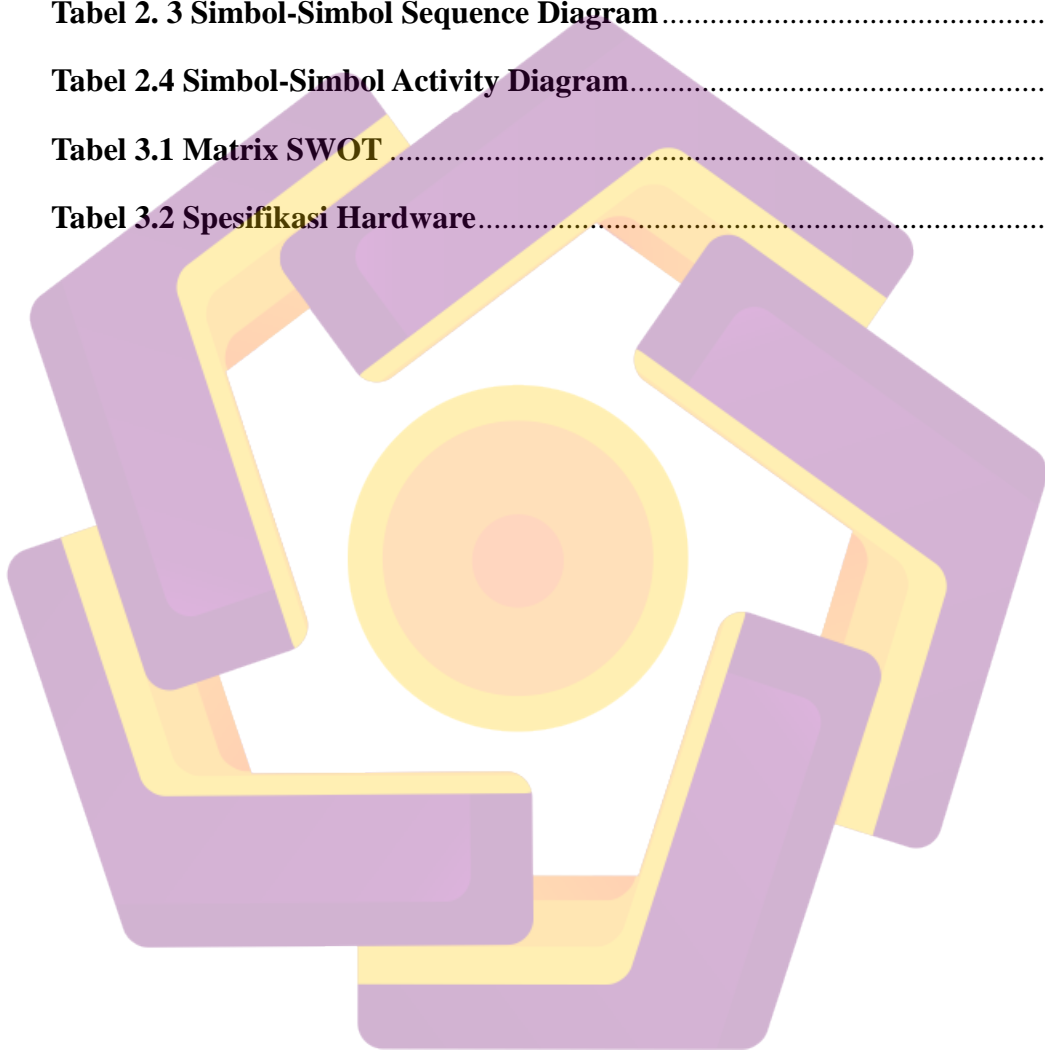 Tabel 2. 3 Simbol-Simbol Sequence Diagram......................................................
Tabel 2.4 Simbol-Simbol Activity Diagram..........................................................
Tabel 3.1 Matrix SWOT .........................................................................................
Tabel 3.2 Spesifikasi Hardware..............................................................................